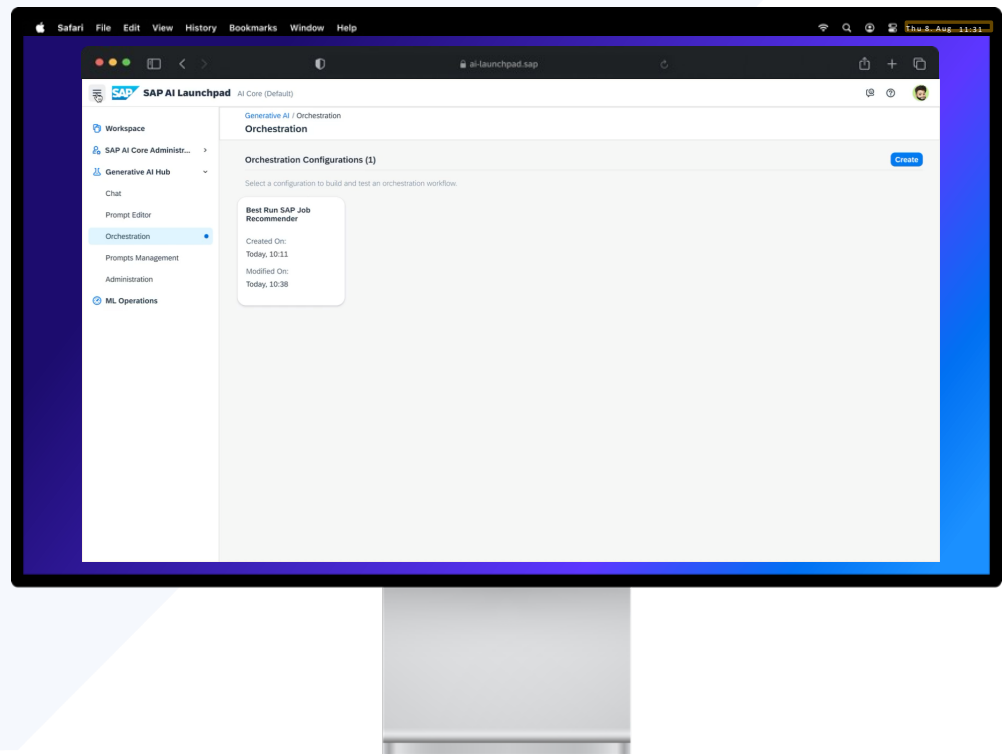 Safari File Edit View History Bookmarks Window Help
Thu 8. Aug 11:31
ai-launchpad.sap
SAP SAP AI Launchpad AI Core (Default)
Workspace
SAP AI Core Administr...
Generative AI Hub
Chat
Prompt Editor
Orchestration
Prompts Management
Administration
ML Operations
Generative AI / Orchestration
Orchestration
Orchestration Configurations (1)
Create
Select a configuration to build and test an orchestration workflow.
Best Run SAP Job
Recommender
Created On:
Today, 10:11
Modified On:
Today, 10:38